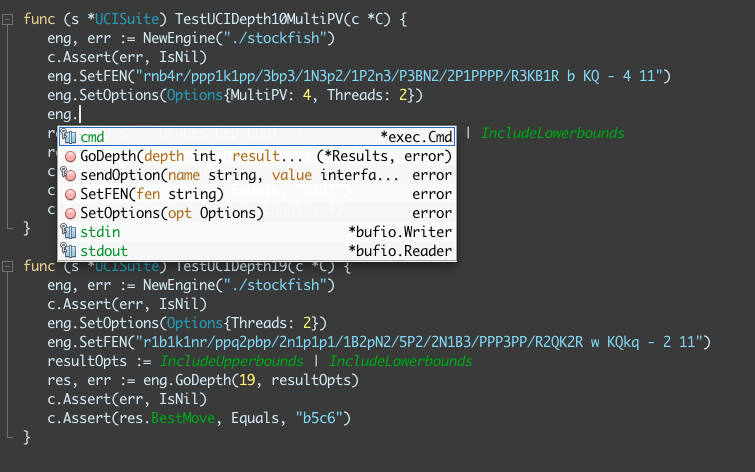 func (s *UCISuite) TestUCIDepth10MultiPV(c *C) {
eng, err := NewEngine("./stockfish")
c.Assert(err, IsNil)
eng.SetFEN("rnb4r/ppp1k1pp/3bp3/1N3p2/1P2n3/P3BN2/2P1PPPP/R3KB1R b KQ - 4 11")
eng.SetOptions(Options{MultiPV: 4, Threads: 2})
eng.
| IncludeLowerbounds
cmd *exec.Cmd
GoDepth(depth int, result... (*Results, error)
sendOption(name string, value interfa... error
SetFEN(fen string) error
SetOptions(opt Options) error
stdin *bufio.Writer
stdout *bufio.Reader
}
func (s *UCISuite) TestUCIDepth19(c *C) {
eng, err := NewEngine("./stockfish")
c.Assert(err, IsNil)
eng.SetOptions(Options{Threads: 2})
eng.SetFEN("r1b1k1nr/ppq2pbp/2n1p1p1/1B2pN2/5P2/2N1B3/PPP3PP/R2QK2R w KQkq - 2 11")
resultOpts := IncludeUpperbounds | IncludeLowerbounds
res, err := eng.GoDepth(19, resultOpts)
c.Assert(err, IsNil)
c.Assert(res.BestMove, Equals, "b5c6")
}